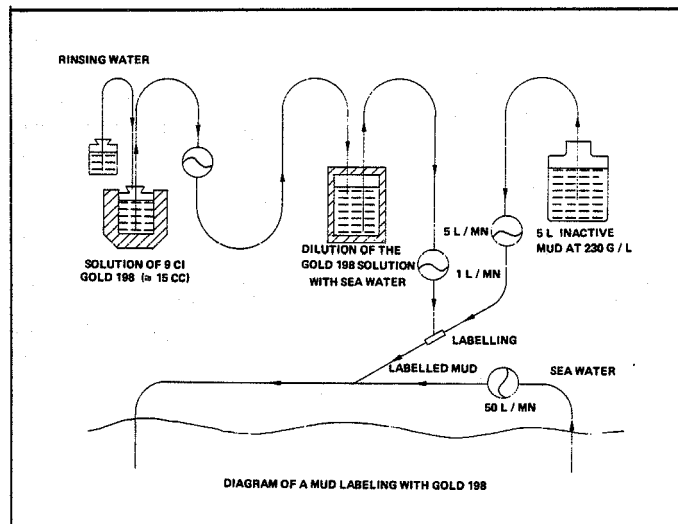 RINSING WATER
SOLUTION OF 9 CI
GOLD 198 (≈ 15 CC)
DILUTION OF THE
GOLD 198 SOLUTION
WITH SEA WATER
5 L / MN
1 L / MN
5 L INACTIVE
MUD AT 230 G / L
LABELLING
LABELLED MUD
SEA WATER
50 L / MN
DIAGRAM OF A MUD LABELING WITH GOLD 198